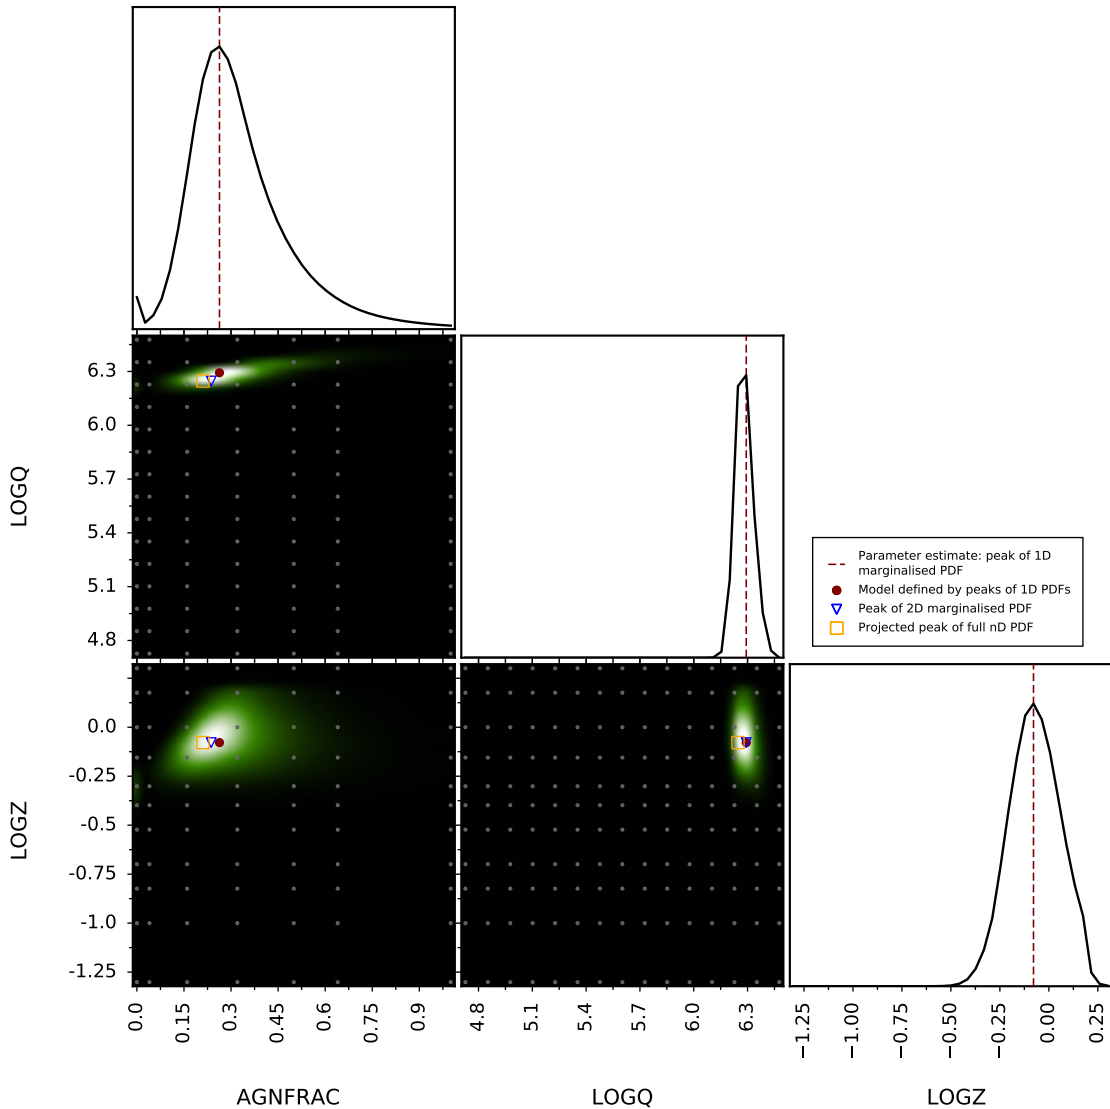 6.3
6.0
5.7
5.4
5.1
4.8
LOGQ
Parameter estimate: peak of 1D
marginalised PDF
Model defined by peaks of 1D PDFs
Peak of 2D marginalised PDF
Projected peak of full nD PDF
0.0
-0.25
-0.5
-0.75
-1.0
-1.25
LOGZ
0.0 0.15 0.3 0.45 0.6 0.75 0.9
4.8 5.1 5.4 5.7 6.0 6.3
−1.25 −1.00 −0.75 −0.50 −0.25 0.00 0.25
AGNFRAC LOGQ LOGZ